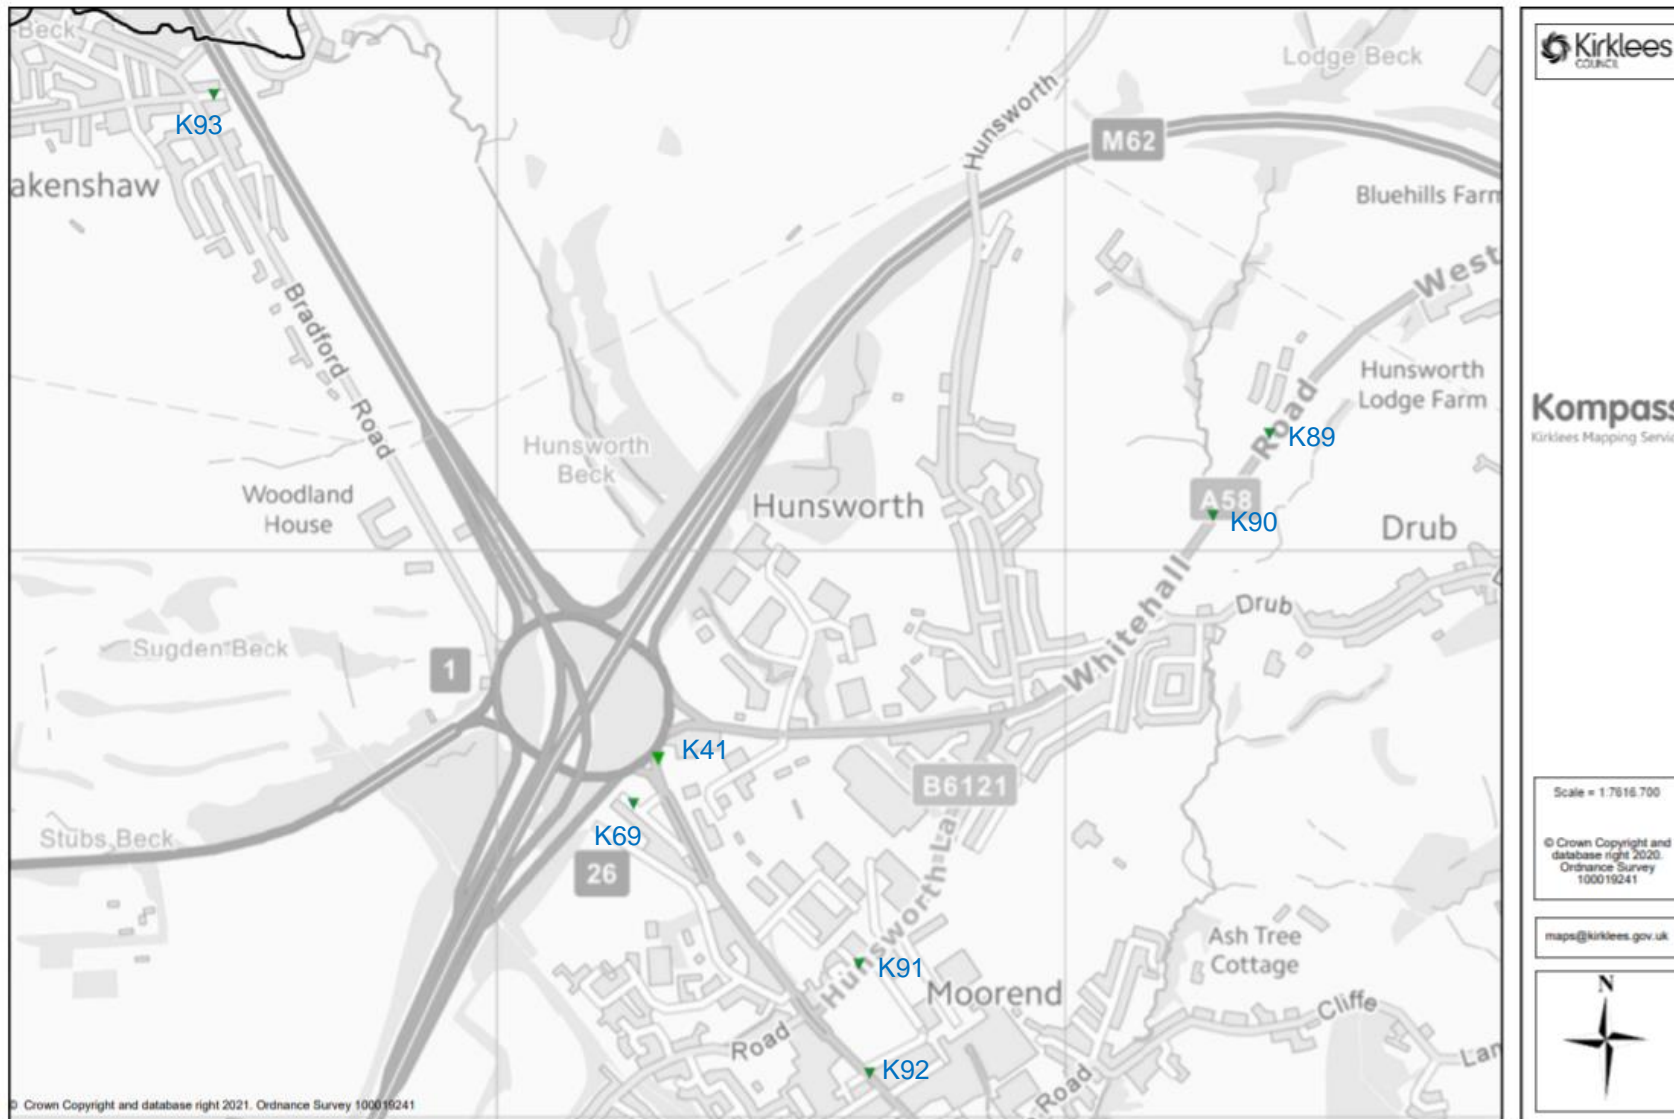 Beck
K93
akenshaw
Bradford
Road
Woodland
House
Hunsworth
Beck
Hunsworth
M62
Lodge Beck
Bluehills Farm
West
Hunsworth
Lodge Farm
Road
K89
A58
K90
Hunsworth
Drub
Drub
Whitehall
Sugden Beck
1
K41
B6121
Stubs Beck
K69
26
Hunsworth La
K91
Moorend
Ash Tree
Cottage
Cliffe
Lan
Road
K92
Road
© Crown Copyright and database right 2021. Ordnance Survey 100019241
Kirklees
COUNCIL
Kompass
Kirklees Mapping Servic
Scale = 1:7616.700
© Crown Copyright and
database right 2020.
Ordnance Survey
100019241
maps@kirklees.gov.uk
N